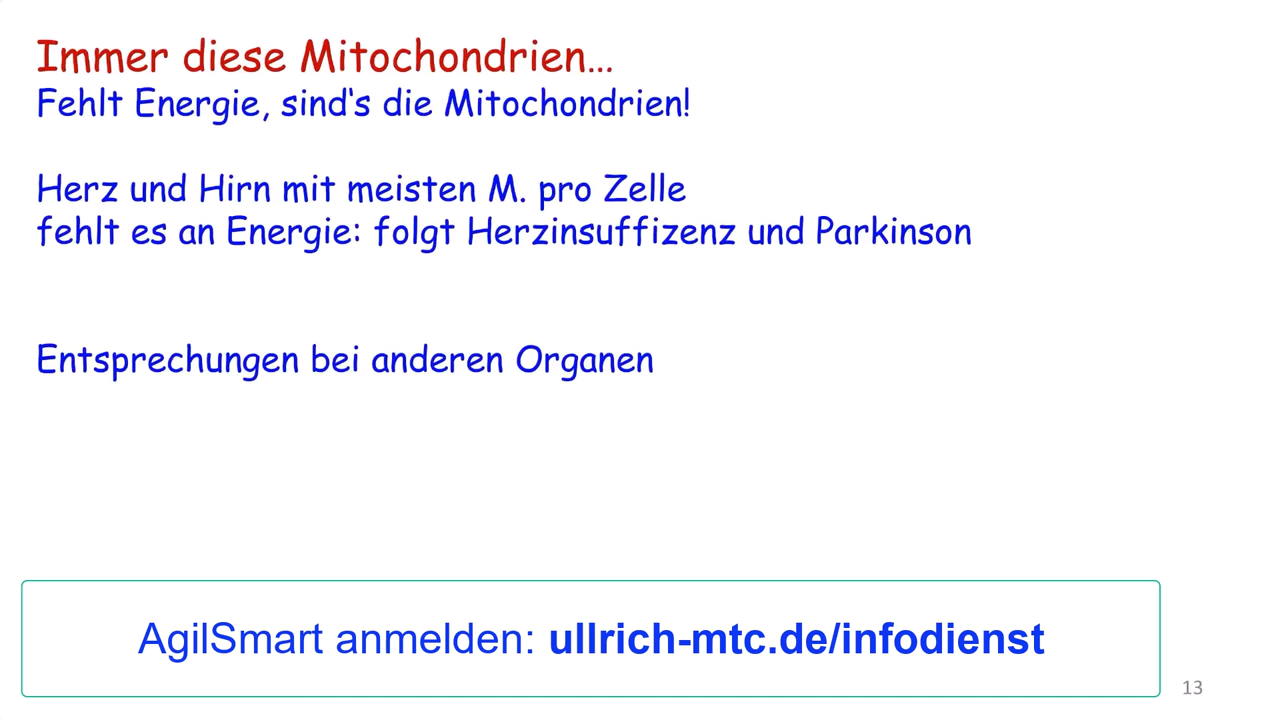 Immer diese Mitochondrien...
Fehlt Energie, sind's die Mitochondrien!
Herz und Hirn mit meisten M. pro Zelle
fehlt es an Energie: folgt Herzinsuffizenz und Parkinson
Entsprechungen bei anderen Organen
AgilSmart anmelden: ullrich-mtc.de/infodienst
13